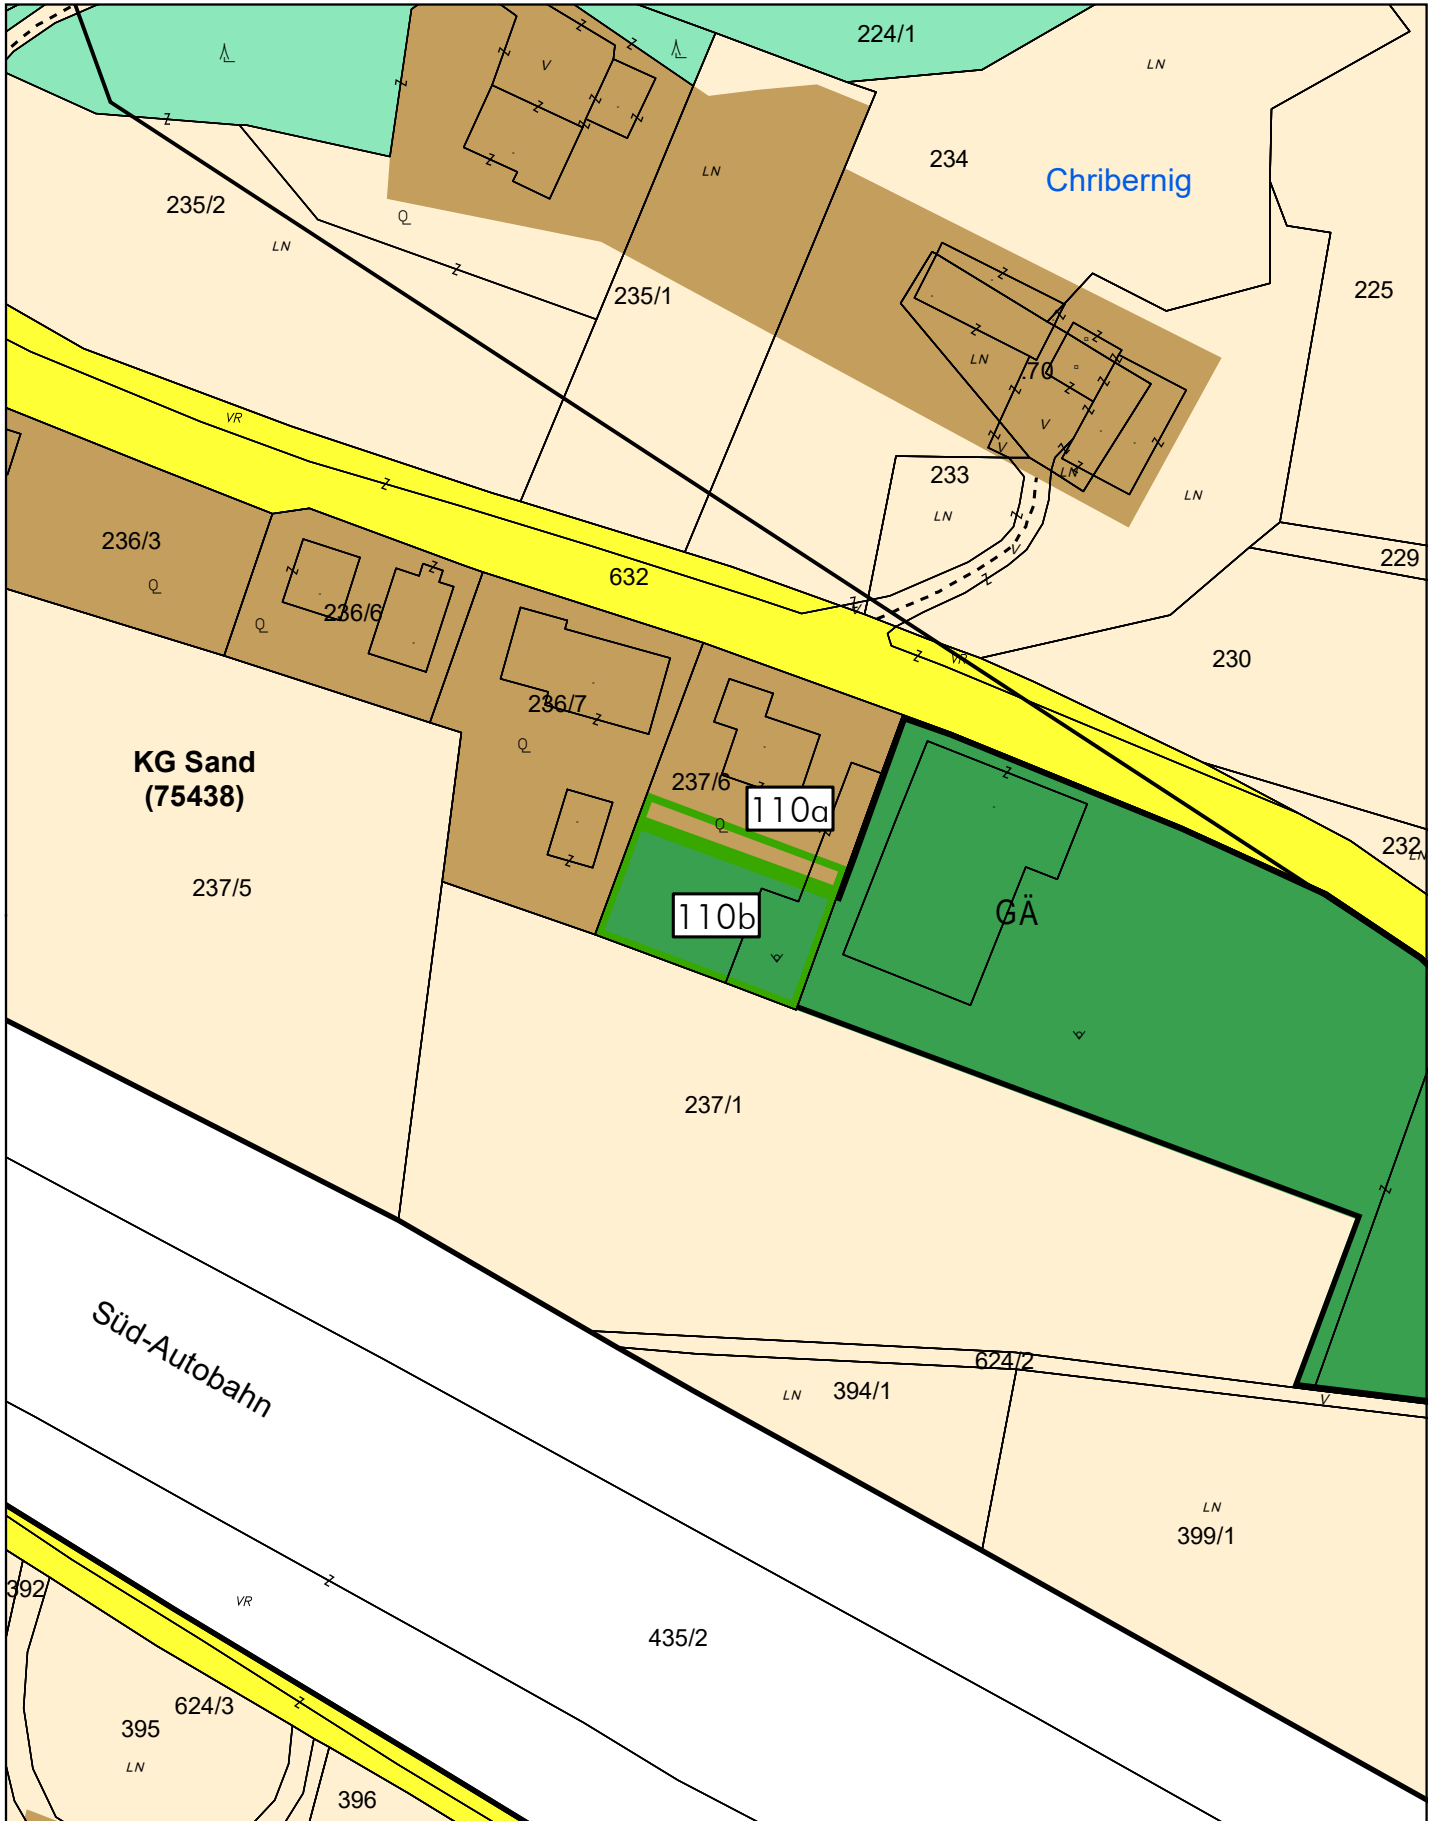 224/1
LN
V
234
LN
Chribernig
235/2
Q
LN
235/1
225
LN
.70
VR
V
V
233
LN
LN
LN
V
236/3
229
632
Q
236/6
Q
V
VR
230
236/7
Q
KG Sand
(75438)
237/6
110a
Q
232
LN
237/5
110b
GÄ
237/1
Süd-Autobahn
624/2
394/1
LN
V
LN
399/1
392
VR
435/2
624/3
395
LN
396